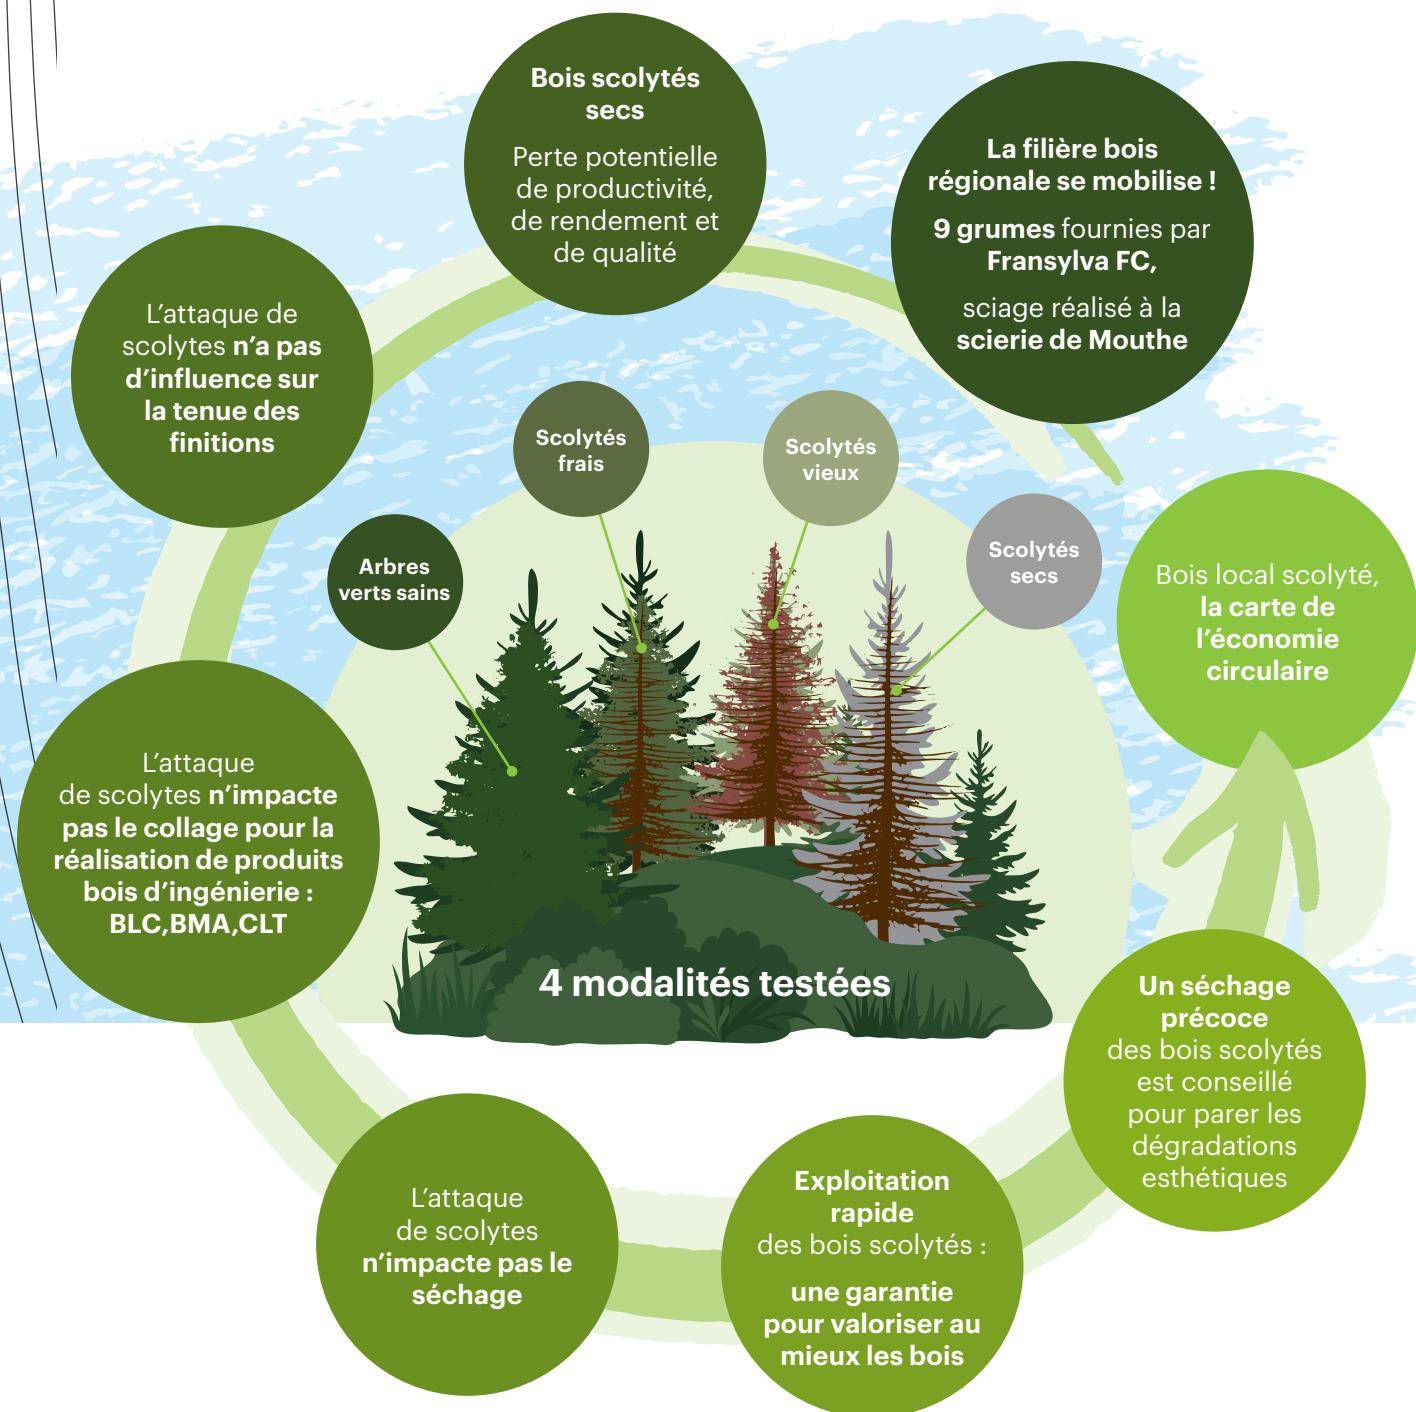 Bois scolytés
secs
Perte potentielle
de productivité,
de rendement et
de qualité
La filière bois
régionale se mobilise !
9 grumes fournies par
Fransylva FC,
sciage réalisé à la
scierie de Mouthe
L’attaque de
scolytes n’a pas
d’influence sur
la tenue des
finitions
Scolytés
frais
Scolytés
vieux
Scolytés
secs
Arbres
verts sains
Bois local scolyté,
la carte de
l’économie
circulaire
L’attaque
de scolytes n’impacte
pas le collage pour la
réalisation de produits
bois d’ingénierie :
BLC,BMA,CLT
4 modalités testées
Un séchage
précoce
des bois scolytés
est conseillé
pour parer les
dégradations
esthétiques
L’attaque
de scolytes
n’impacte pas le
séchage
Exploitation
rapide
des bois scolytés :
une garantie
pour valoriser au
mieux les bois